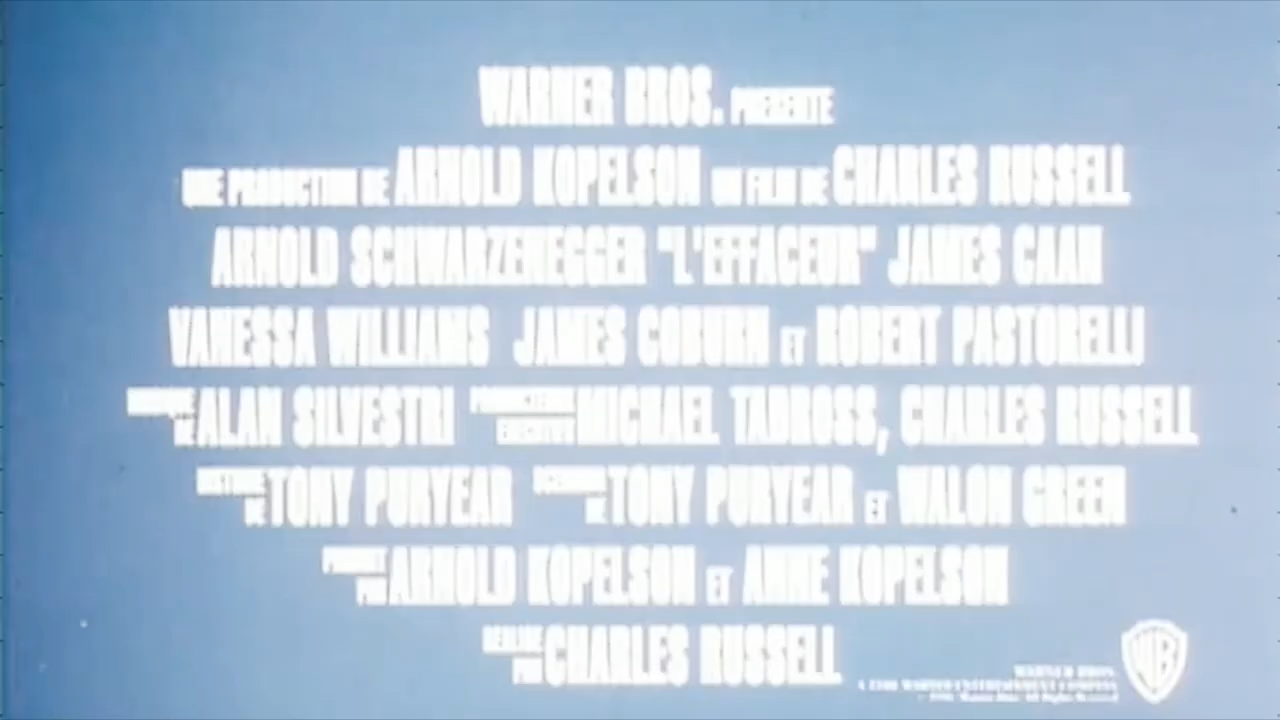 WARNER BROS. PRESENTE
UNE PRODUCTION DE ARNOLD KOPELSON UN FILM DE CHARLES RUSSELL
ARNOLD SCHWARZENEGGER "L'EFFACEUR" JAMES CAAN
VANESSA WILLIAMS JAMES COBURN ET ROBERT PASTORELLI
MUSIQUE DE ALAN SILVESTRI PRODUCTEURS EXECUTIFS MICHAEL TADROSS, CHARLES RUSSELL
HISTOIRE DE TONY PURYEAR SCENARIO DE TONY PURYEAR ET WALON GREEN
PRODUIT PAR ARNOLD KOPELSON ET ANNE KOPELSON
REALISE PAR CHARLES RUSSELL
WB
WARNER BROS.